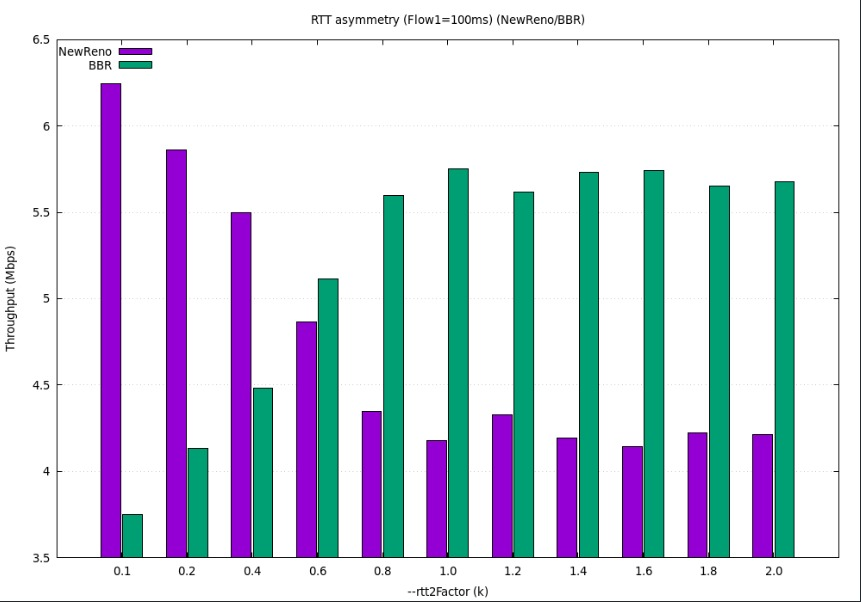 RTT asymmetry (Flow1=100ms) (NewReno/BBR)
NewReno
BBR
6.5
6
5.5
5
4.5
4
3.5
Throughput (Mbps)
0.1 0.2 0.4 0.6 0.8 1.0 1.2 1.4 1.6 1.8 2.0
--rtt2Factor (k)